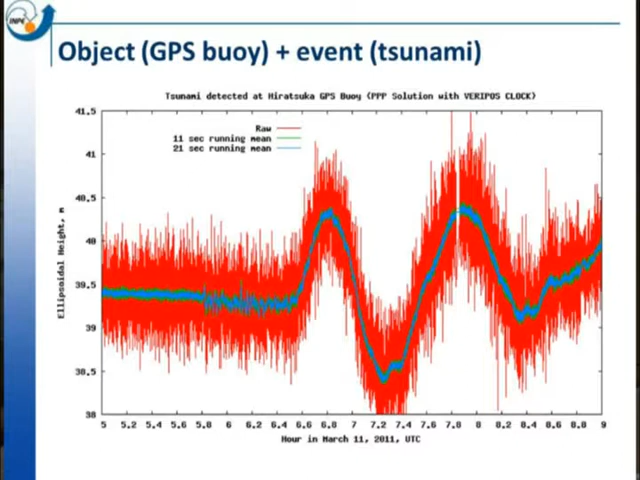 INPE
Object (GPS buoy) + event (tsunami)
Tsunami detected at Hiratsuka GPS Buoy (PPP Solution with VERIPOS CLOCK)
Raw
11 sec running mean
21 sec running mean
Ellipsoidal Height, m
41.5
41
40.5
40
39.5
39
38.5
38
5 5.2 5.4 5.6 5.8 6 6.2 6.4 6.6 6.8 7 7.2 7.4 7.6 7.8 8 8.2 8.4 8.6 8.8 9
Hour in March 11, 2011, UTC